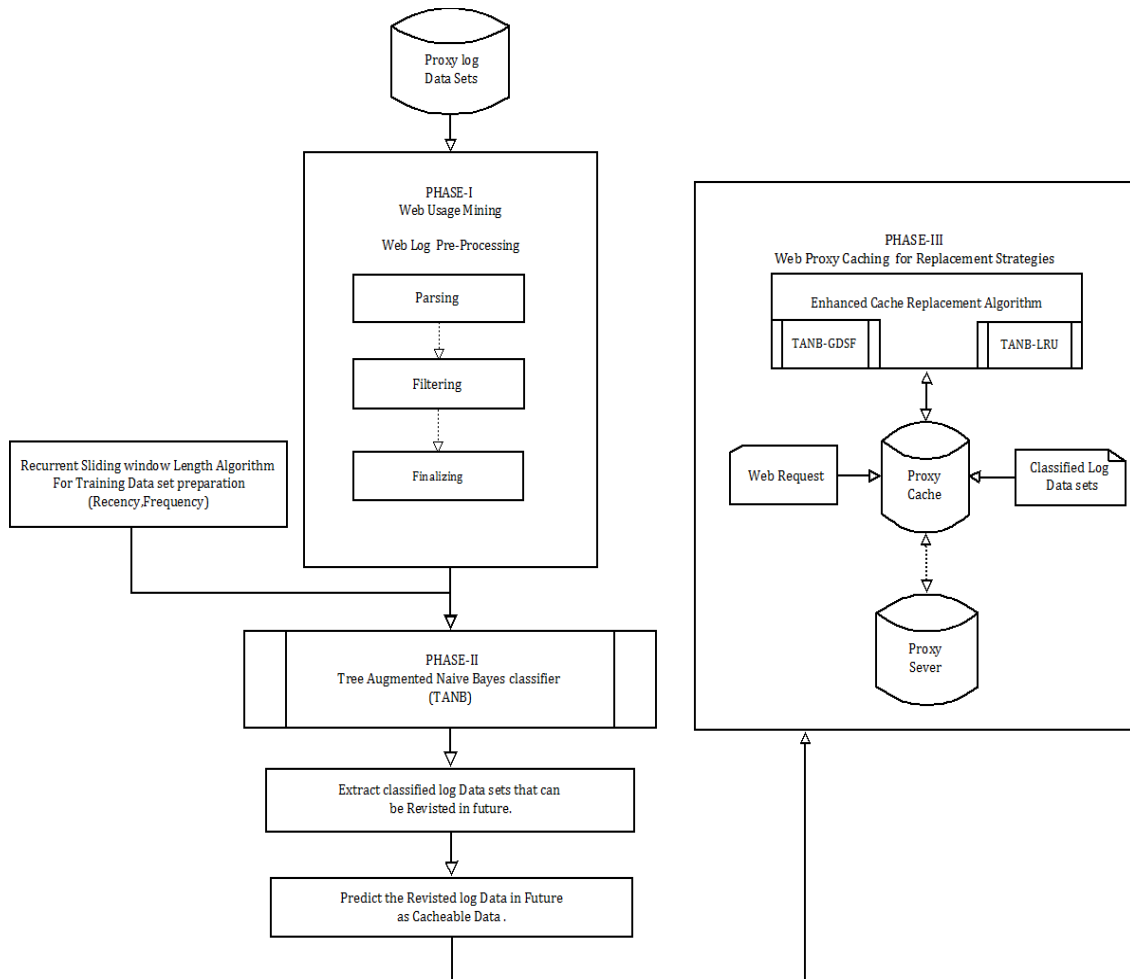 Proxy log
Data Sets
PHASE-I
Web Usage Mining
Web Log Pre-Processing
Parsing
Filtering
Finalizing
Recurrent Sliding window Length Algorithm
For Training Data set preparation
(Recency,Frequency)
PHASE-II
Tree Augmented Naive Bayes classifier
(TANB)
Extract classified log Data sets that can
be Revisted in future.
Predict the Revisted log Data in Future
as Cacheable Data .
PHASE-III
Web Proxy Caching for Replacement Strategies
Enhanced Cache Replacement Algorithm
TANB-GDSF
TANB-LRU
Web Request
Proxy
Cache
Classified Log
Data sets
Proxy
Sever